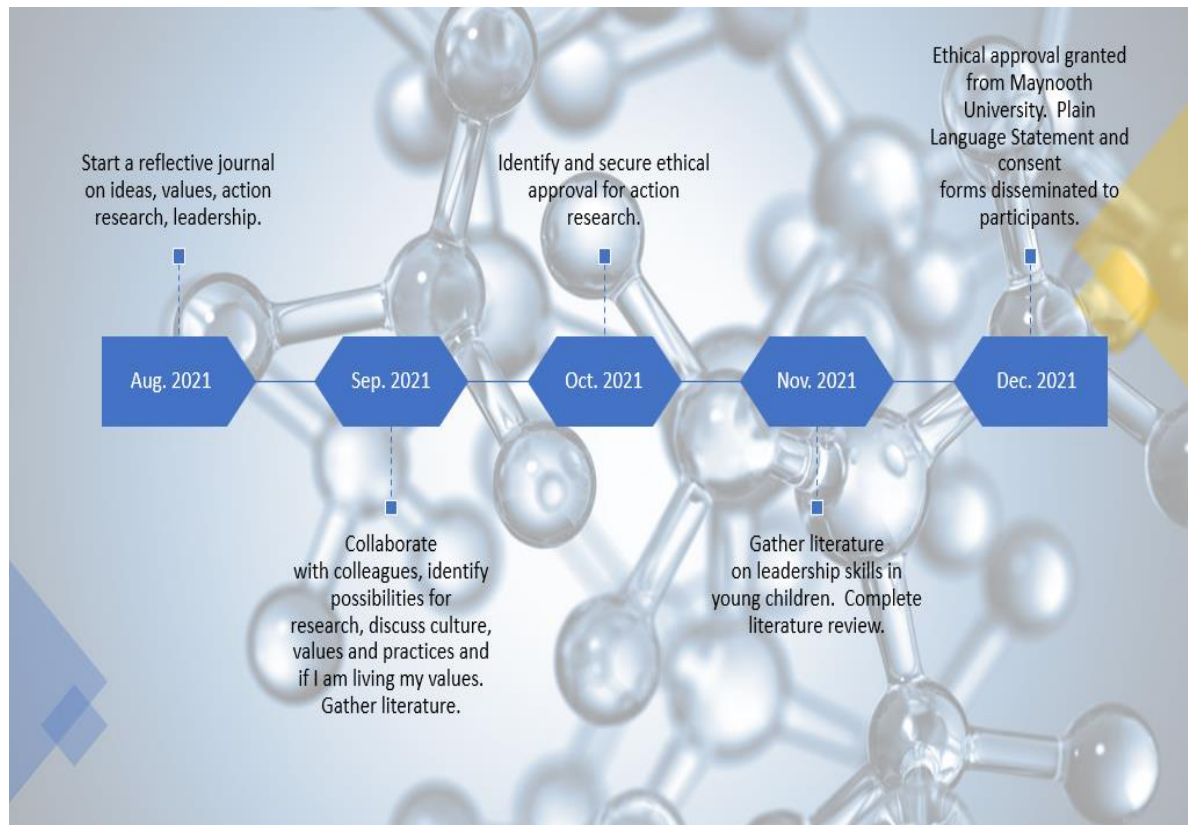 Start a reflective journal
on ideas, values, action
research, leadership.
Identify and secure ethical
approval for action
research.
Ethical approval granted
from Maynooth
University.  Plain
Language Statement and
consent
forms disseminated to
participants.
Aug. 2021
Sep. 2021
Oct. 2021
Nov. 2021
Dec. 2021
Collaborate
with colleagues, identify
possibilities for
research, discuss culture,
values and practices and
if I am living my values.
Gather literature.
Gather literature
on leadership skills in
young children.  Complete
literature review.